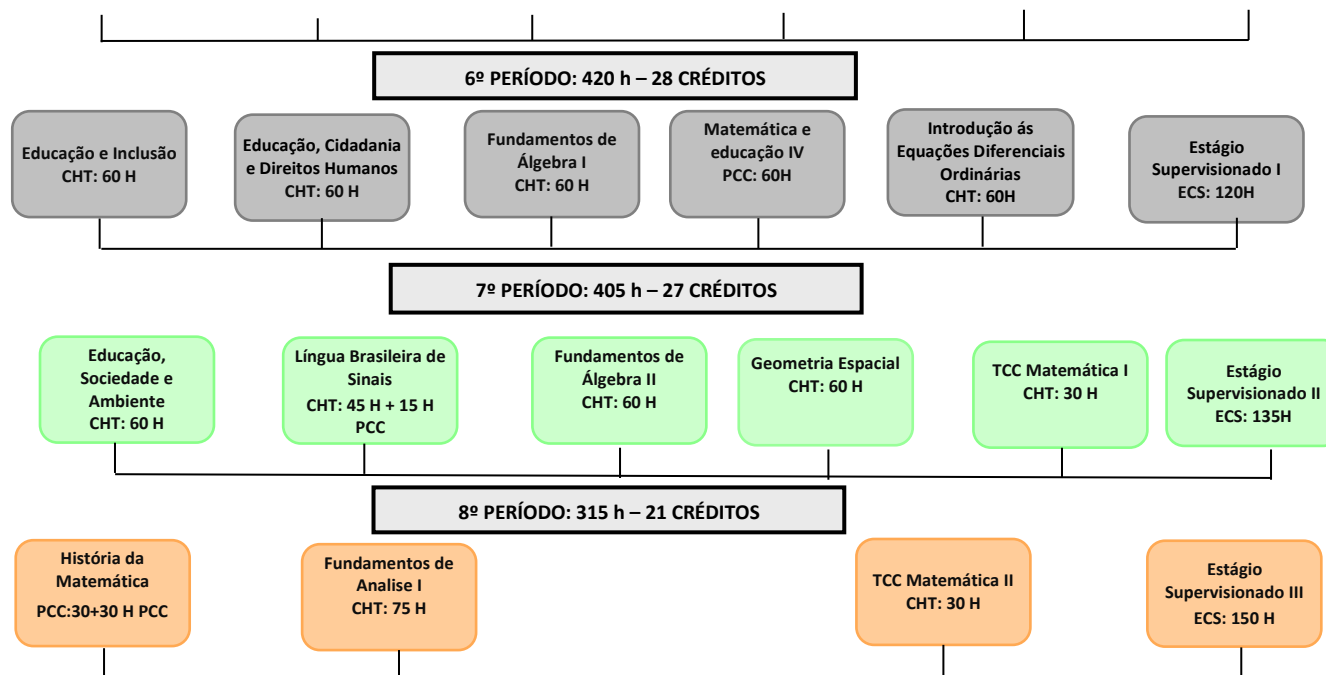 6º PERÍODO: 420 h – 28 CRÉDITOS
Educação e Inclusão
CHT: 60 H
Educação, Cidadania
e Direitos Humanos
CHT: 60 H
Fundamentos de
Álgebra I
CHT: 60 H
Matemática e
educação IV
PCC: 60H
Introdução ás
Equações Diferenciais
Ordinárias
CHT: 60H
Estágio
Supervisionado I
ECS: 120H
7º PERÍODO: 405 h – 27 CRÉDITOS
Educação,
Sociedade e
Ambiente
CHT: 60 H
Língua Brasileira de
Sinais
CHT: 45 H + 15 H
PCC
Fundamentos de
Álgebra II
CHT: 60 H
Geometria Espacial
CHT: 60 H
TCC Matemática I
CHT: 30 H
Estágio
Supervisionado II
ECS: 135H
8º PERÍODO: 315 h – 21 CRÉDITOS
História da
Matemática
PCC:30+30 H PCC
Fundamentos de
Analise I
CHT: 75 H
TCC Matemática II
CHT: 30 H
Estágio
Supervisionado III
ECS: 150 H